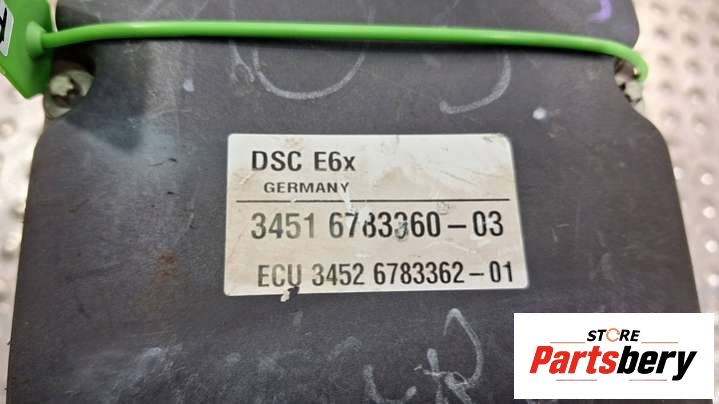 DSC E6x
GERMANY
3451 6783360-03
ECU 3452 6783362-01
STORE
Partsbery